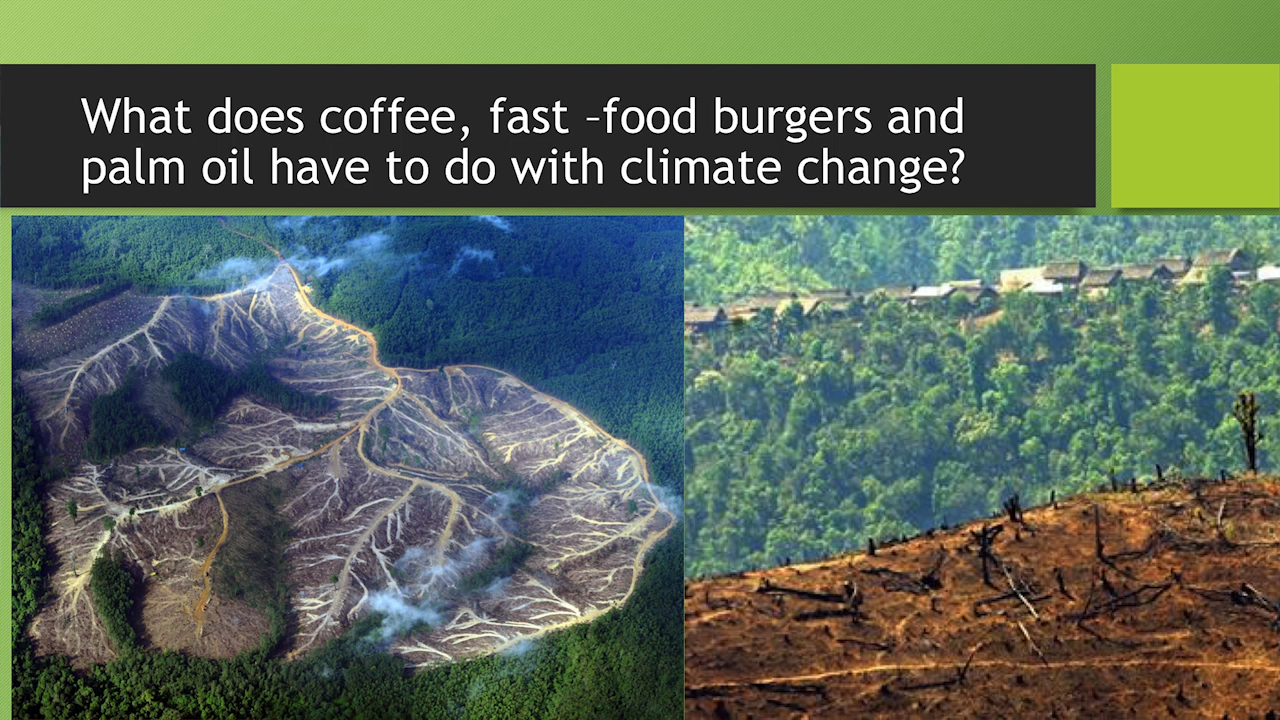 What does coffee, fast –food burgers and
palm oil have to do with climate change?